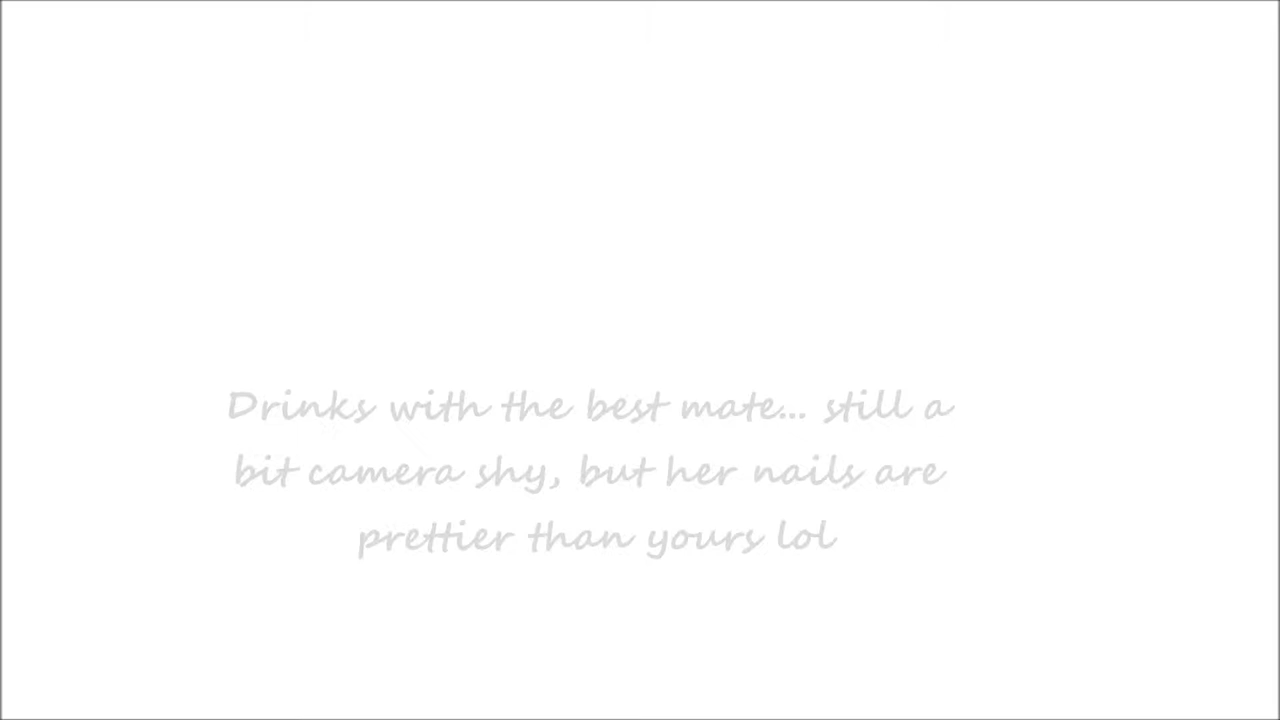 Drinks with the best mate... still a
bit camera shy, but her nails are
prettier than yours lol